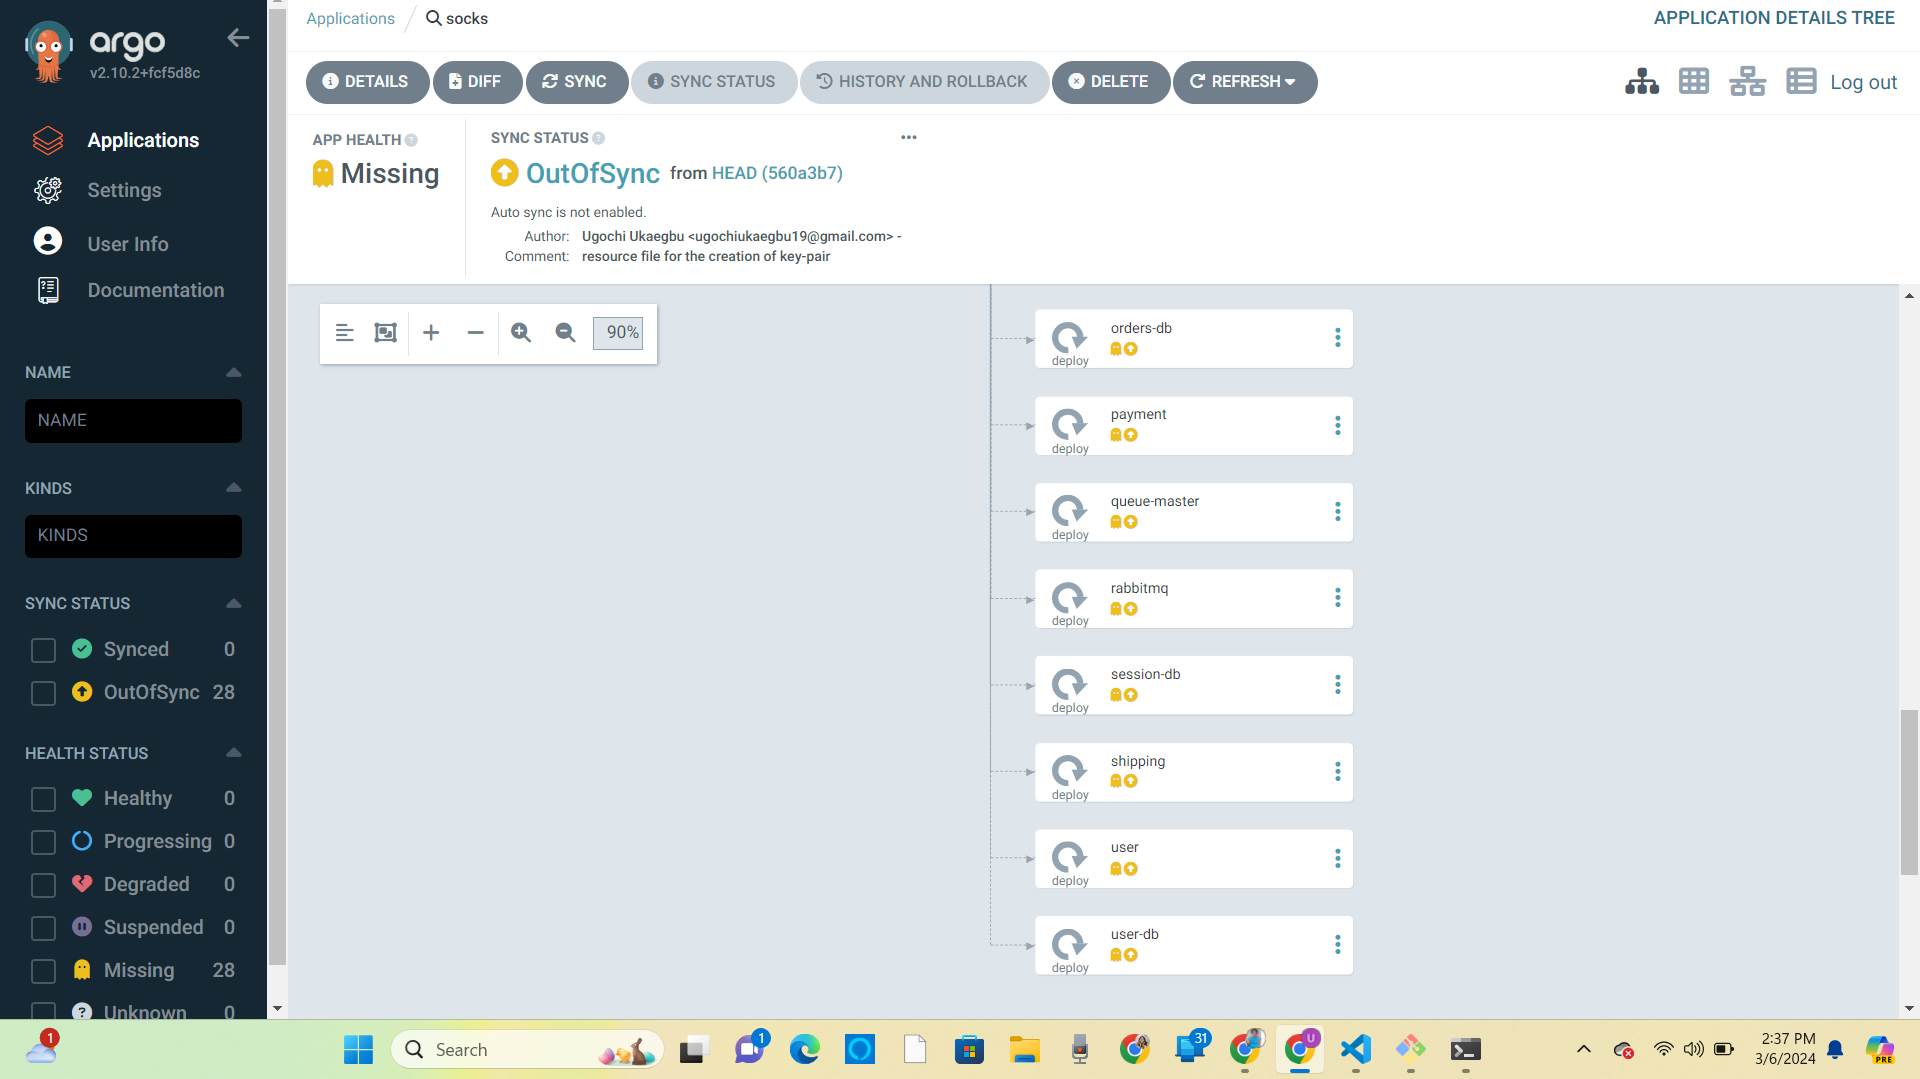 argo
v2.10.2+fcf5d8c
Applications
Settings
User Info
Documentation
NAME
NAME
KINDS
KINDS
SYNC STATUS
Synced 0
OutOfSync 28
HEALTH STATUS
Healthy 0
Progressing 0
Degraded 0
Suspended 0
Missing 28
Unknown 0
Applications / socks
APPLICATION DETAILS TREE
DETAILS DIFF SYNC SYNC STATUS HISTORY AND ROLLBACK DELETE REFRESH
Log out
APP HEALTH
Missing
SYNC STATUS
OutOfSync from HEAD (560a3b7)
Auto sync is not enabled.
Author: Ugochi Ukaegbu <ugochiukaegbu19@gmail.com> -
Comment: resource file for the creation of key-pair
90%
orders-db
deploy
payment
deploy
queue-master
deploy
rabbitmq
deploy
session-db
deploy
shipping
deploy
user
deploy
user-db
deploy
1
Search
1
31
U
2:37 PM
3/6/2024
PRE